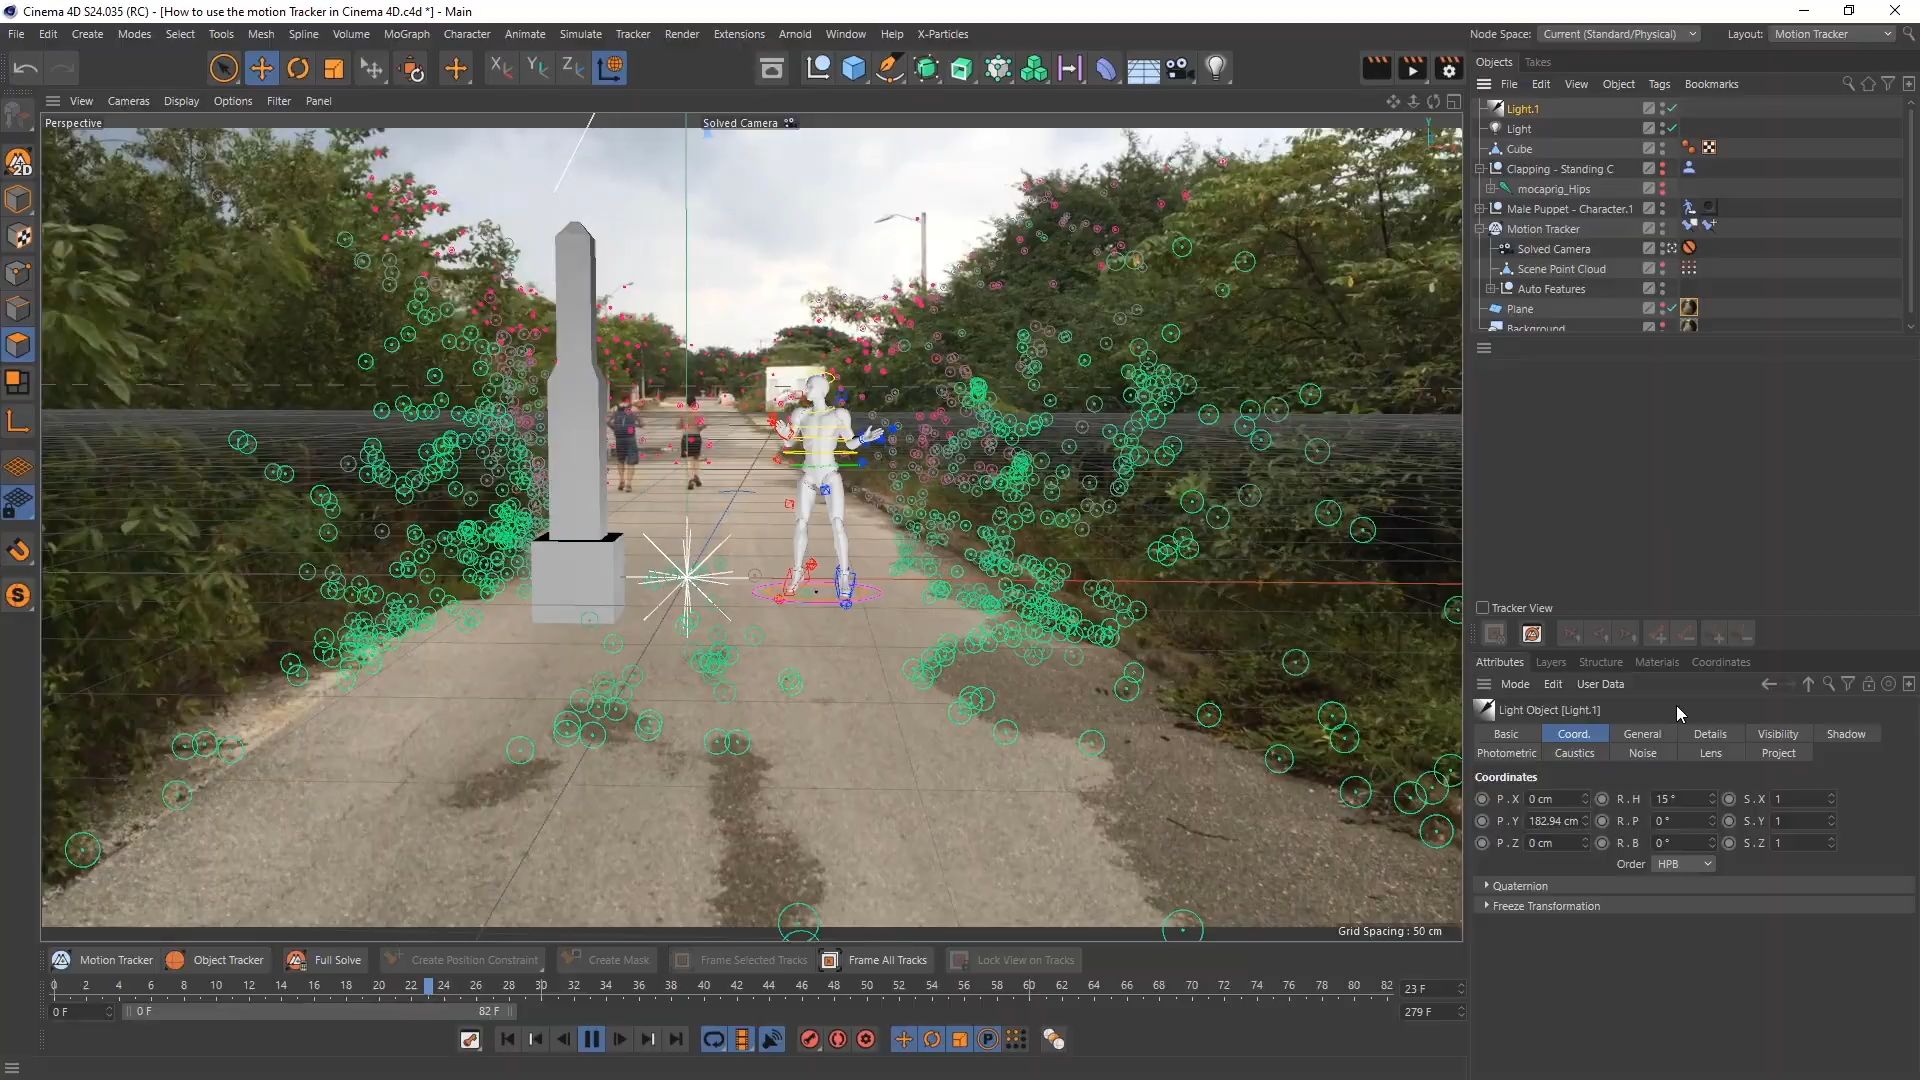 Cinema 4D S24.035 (RC) - [How to use the motion Tracker in Cinema 4D.c4d *] - Main
File Edit Create Modes Select Tools Mesh Spline Volume MoGraph Character Animate Simulate Tracker Render Extensions Arnold Window Help X-Particles
Node Space: Current (Standard/Physical) Layout: Motion Tracker
Objects Takes
File Edit View Object Tags Bookmarks
View Cameras Display Options Filter Panel
Perspective
Solved Camera
Y
Light.1
Light
Cube
Clapping - Standing C
mocaprig_Hips
Male Puppet - Character.1
Motion Tracker
Solved Camera
Scene Point Cloud
Auto Features
Plane
Background
2D
Tracker View
Attributes Layers Structure Materials Coordinates
Mode Edit User Data
Light Object [Light.1]
Basic Coord. General Details Visibility Shadow
Photometric Caustics Noise Lens Project
Coordinates
P . X 0 cm R . H 15 ° S . X 1
P . Y 182.94 cm R . P 0 ° S . Y 1
P . Z 0 cm R . B 0 ° S . Z 1
Order HPB
Quaternion
Freeze Transformation
Grid Spacing : 50 cm
Motion Tracker Object Tracker Full Solve Create Position Constraint Create Mask Frame Selected Tracks Frame All Tracks Lock View on Tracks
0 2 4 6 8 10 12 14 16 18 20 22 24 26 28 30 32 34 36 38 40 42 44 46 48 50 52 54 56 58 60 62 64 66 68 70 72 74 76 78 80 82 23 F
0 F 0 F 82 F 279 F